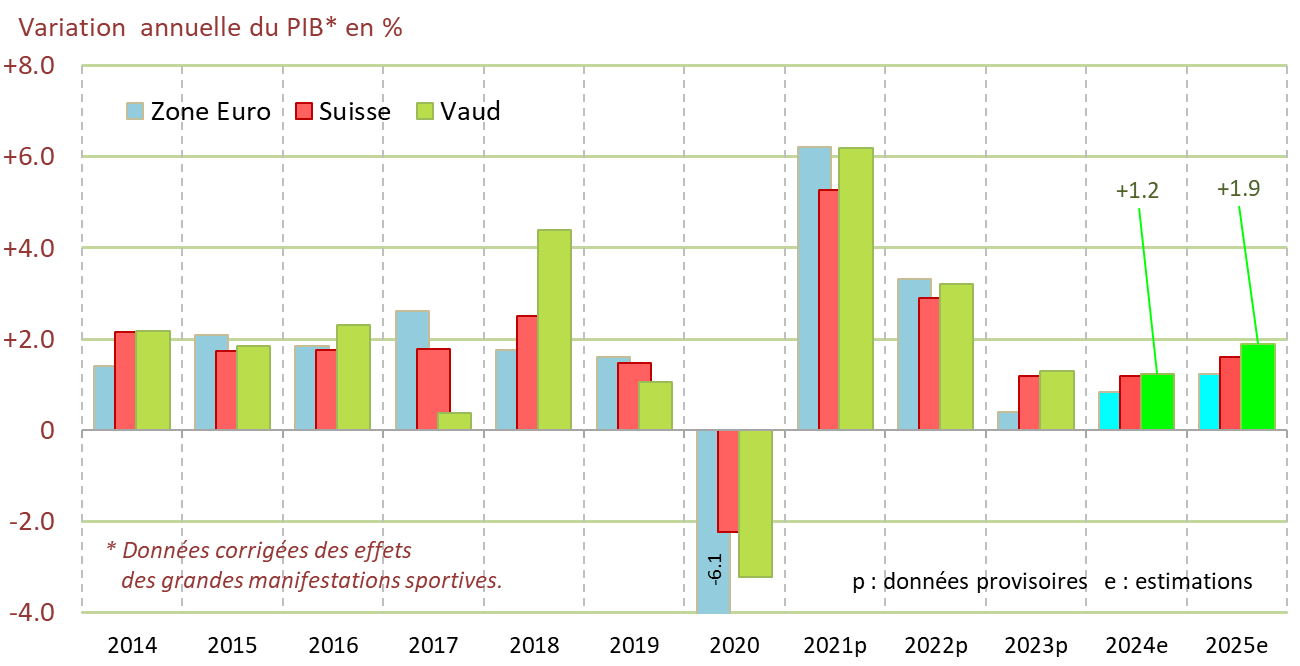 Variation annuelle du PIB* en %
+8.0
Zone Euro Suisse Vaud
+6.0
+1.2 +1.9
+4.0
+2.0
0
-2.0
* Données corrigées des effets
des grandes manifestations sportives.
-6.1
p : données provisoires e : estimations
-4.0
2014 2015 2016 2017 2018 2019 2020 2021p 2022p 2023p 2024e 2025e